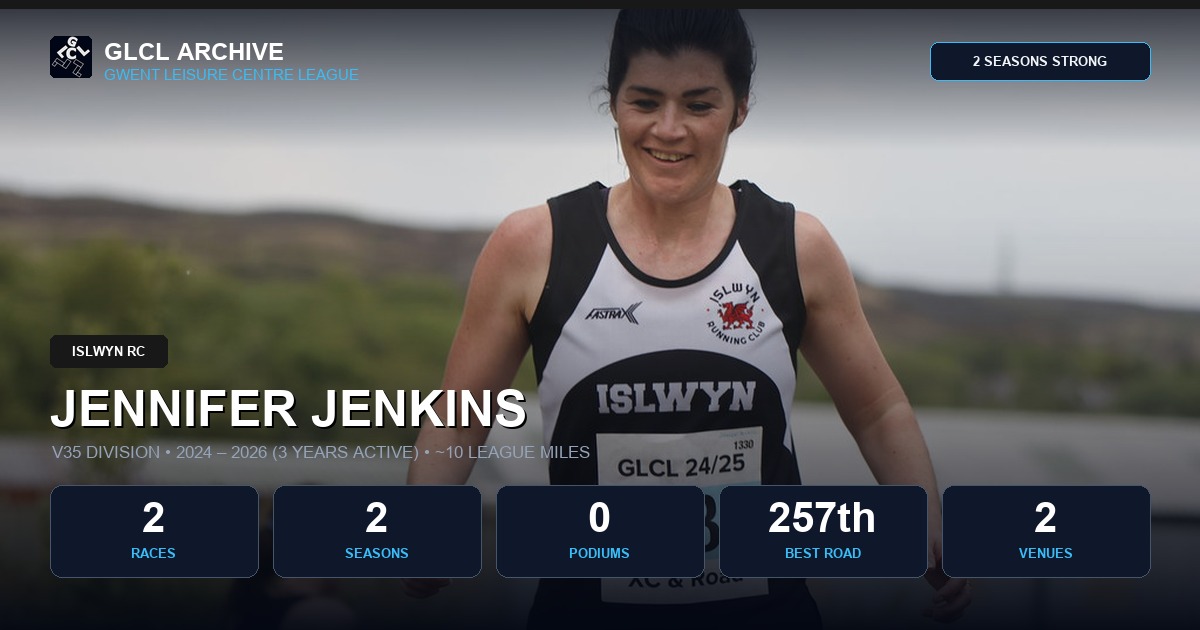 GC
GLCL ARCHIVE
GWENT LEISURE CENTRE LEAGUE
2 SEASONS STRONG
FASTRAX
ISLWYN
RUNNING CLUB
ISLWYN
1330
GLCL 24/25
XC & Road
ISLWYN RC
JENNIFER JENKINS
V35 DIVISION • 2024 – 2026 (3 YEARS ACTIVE) • ~10 LEAGUE MILES
2
RACES
2
SEASONS
0
PODIUMS
257th
BEST ROAD
2
VENUES